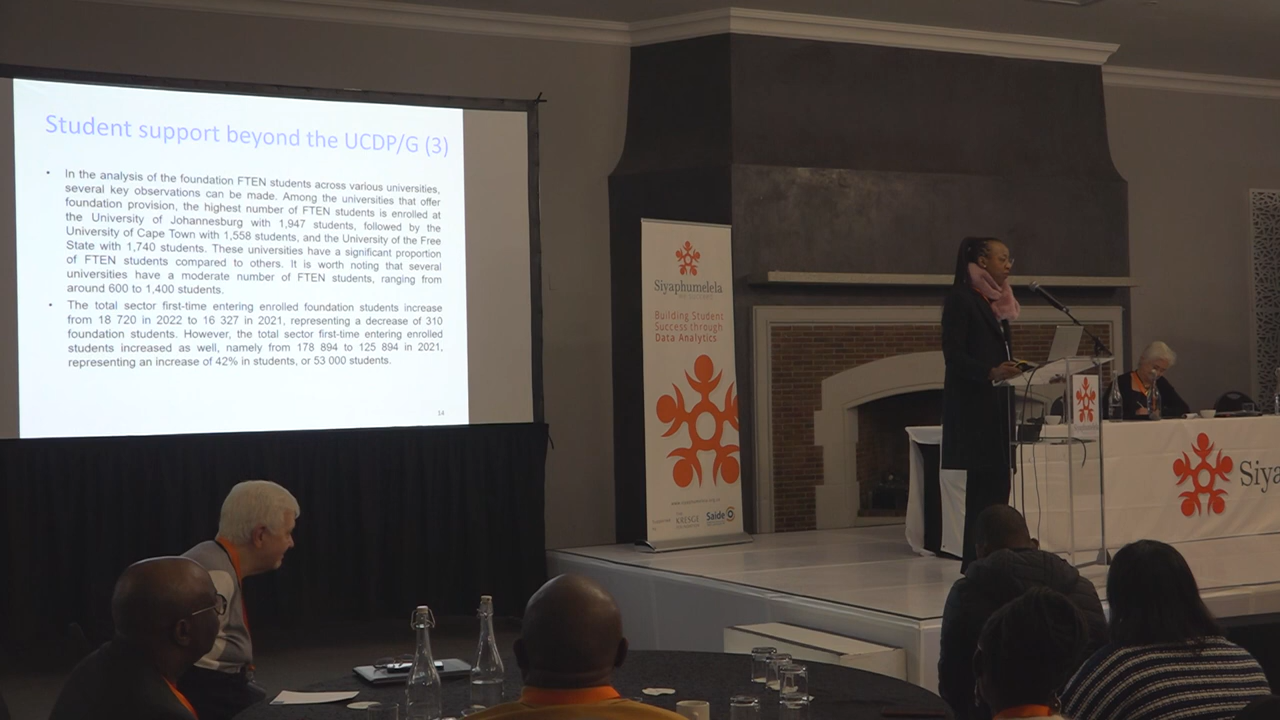 Student support beyond the UCDP/G (3)
• In the analysis of the foundation FTEN students across various universities,
several key observations can be made. Among the universities that offer
foundation provision, the highest number of FTEN students is enrolled at
the University of Johannesburg with 1,947 students, followed by the
University of Cape Town with 1,558 students, and the University of the Free
State with 1,740 students. These universities have a significant proportion
of FTEN students compared to others. It is worth noting that several
universities have a moderate number of FTEN students, ranging from
around 600 to 1,400 students.
• The total sector first-time entering enrolled foundation students increase
from 18 720 in 2022 to 16 327 in 2021, representing a decrease of 310
foundation students. However, the total sector first-time entering enrolled
students increased as well, namely from 178 894 to 125 894 in 2021,
representing an increase of 42% in students, or 53 000 students.
14
Siyaphumelela
Building Student
Success through
Data Analytics
KRESGE
Saide
Siya